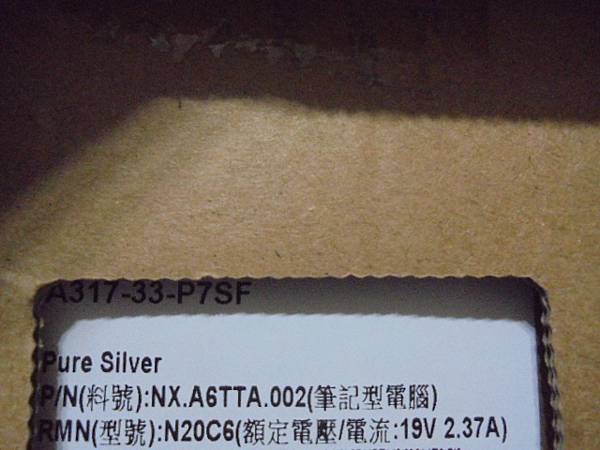 A317-33-P7SF
Pure Silver
P/N(料號):NX.A6TTA.002(筆記型電腦)
RMN(型號):N20C6(額定電壓/電流:19V 2.37A)